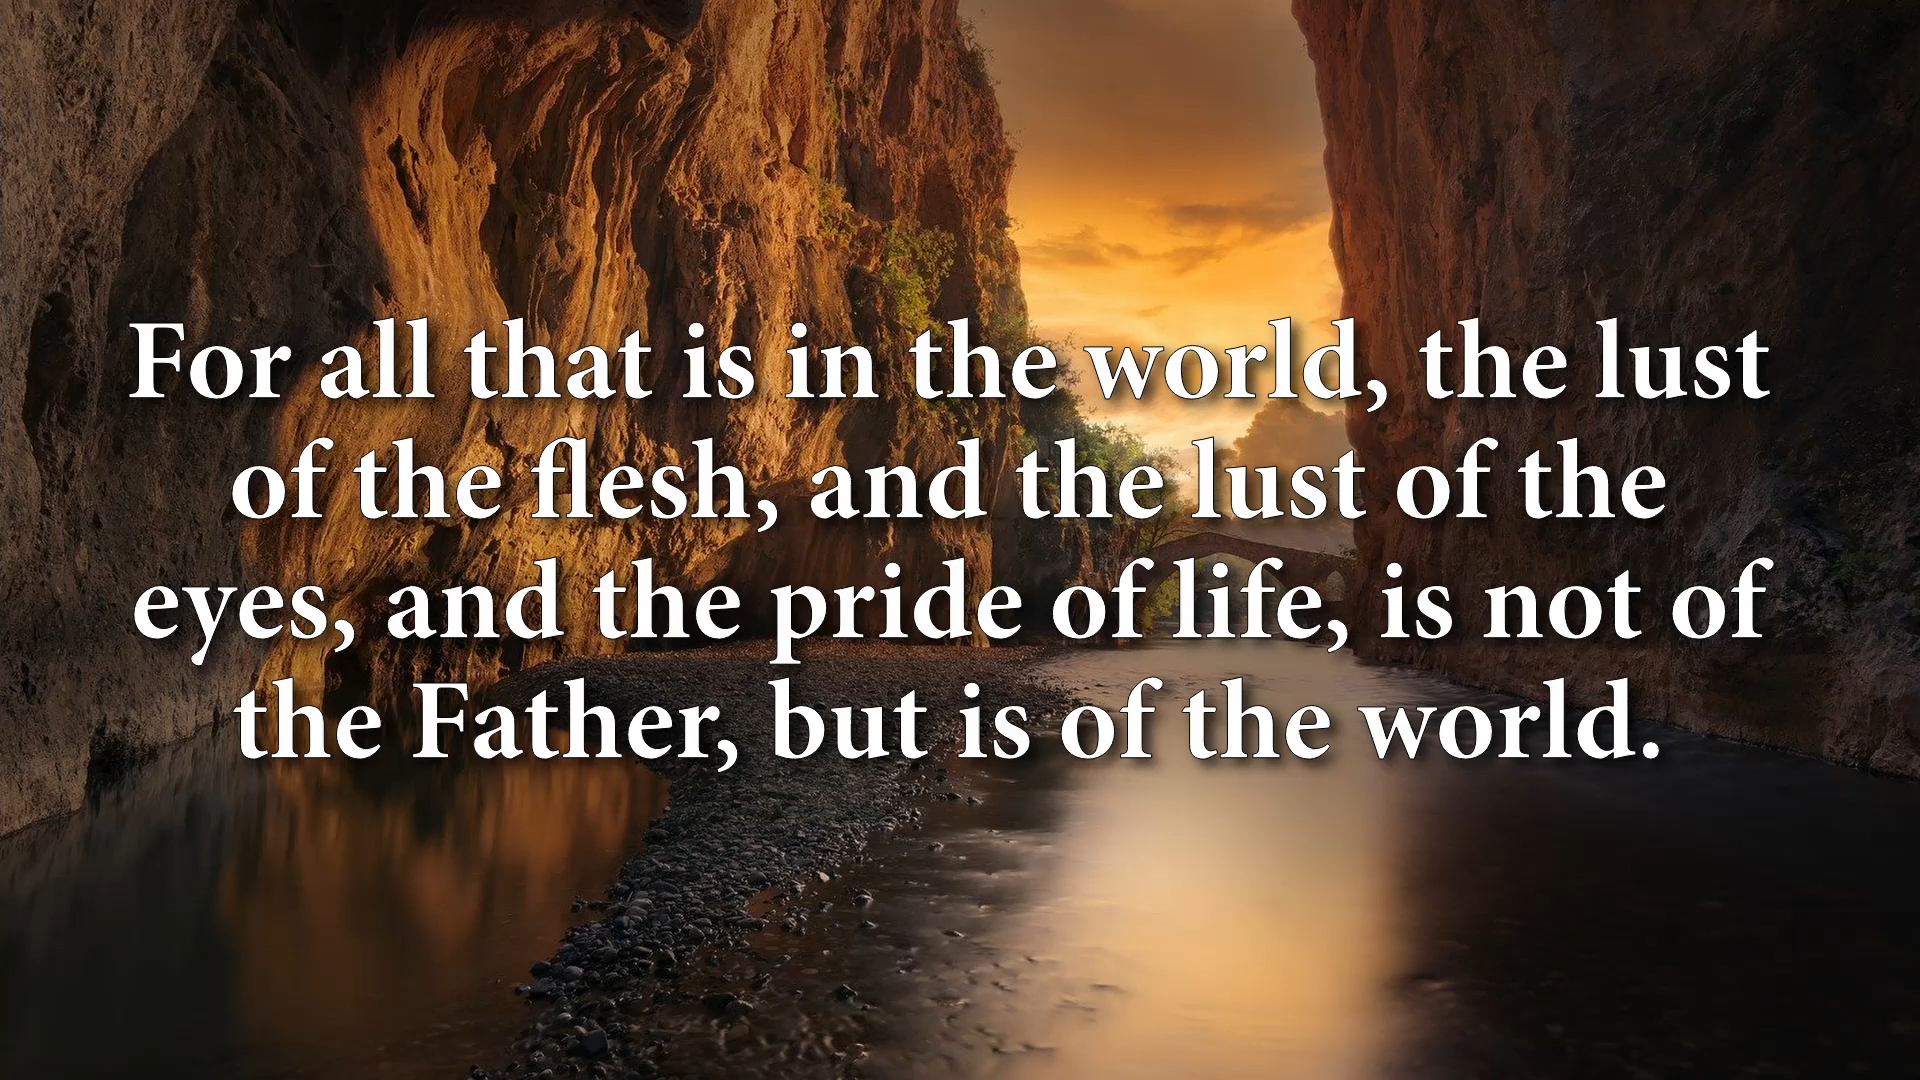 For all that is in the world, the lust
of the flesh, and the lust of the
eyes, and the pride of life, is not of
the Father, but is of the world.